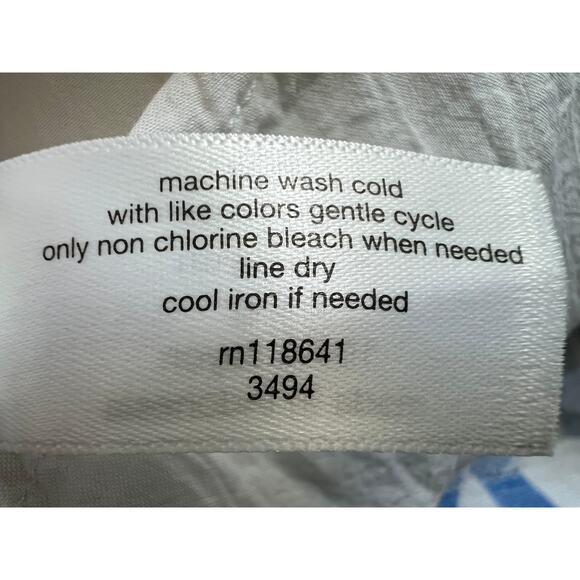 machine wash cold
with like colors gentle cycle
only non chlorine bleach when needed
line dry
cool iron if needed
rn118641
3494